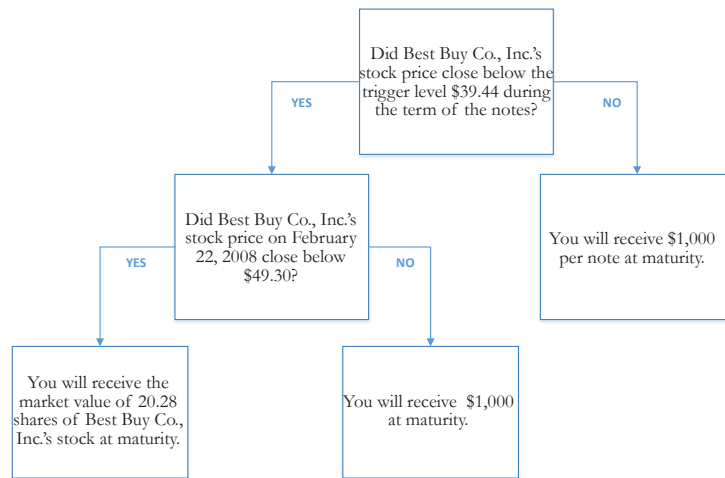 Did Best Buy Co., Inc.'s
stock price close below the
trigger level $39.44 during
the term of the notes?
YES
NO
Did Best Buy Co., Inc.'s
stock price on February
22, 2008 close below
$49.30?
You will receive $1,000
per note at maturity.
YES
NO
You will receive the
market value of 20.28
shares of Best Buy Co.,
Inc.'s stock at maturity.
You will receive $1,000
at maturity.